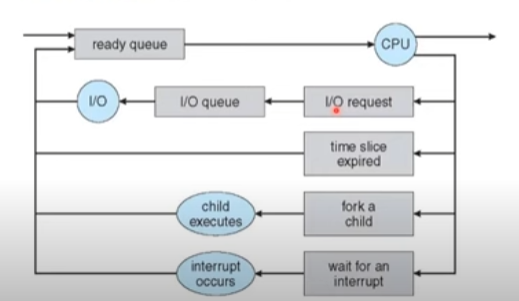 ready queue
CPU
I/O
I/O queue
I/O request
time slice
expired
child
executes
fork a
child
interrupt
occurs
wait for an
interrupt